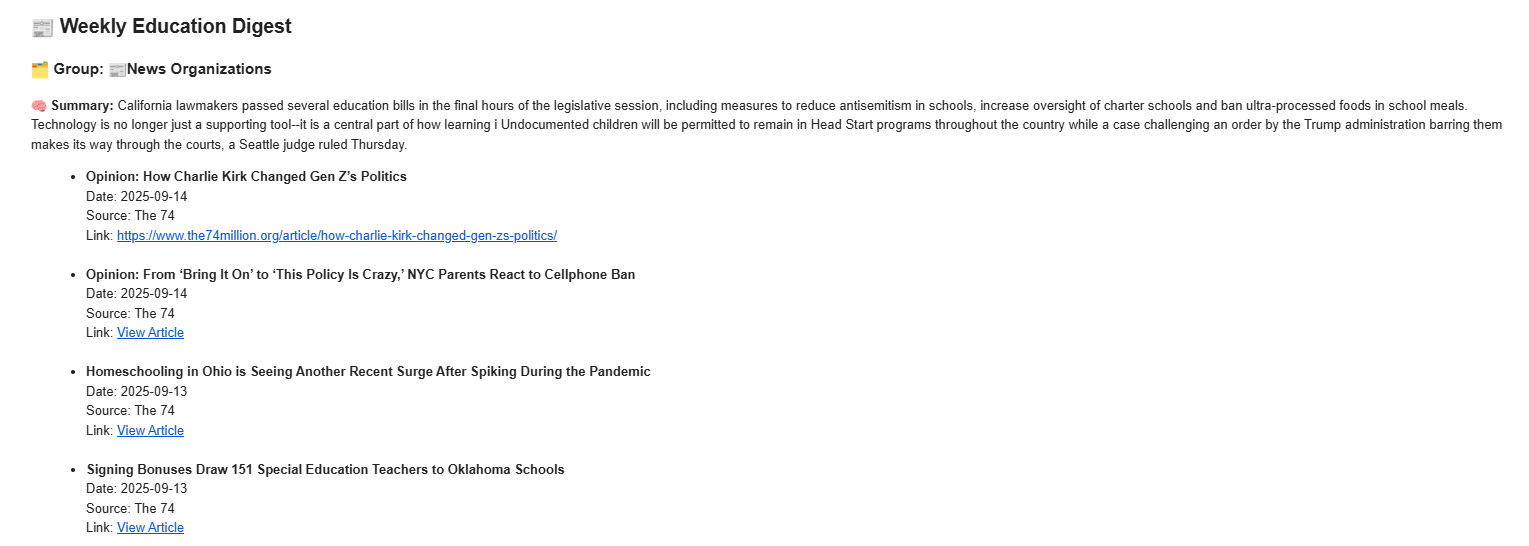 Weekly Education Digest
Group: News Organizations
Summary: California lawmakers passed several education bills in the final hours of the legislative session, including measures to reduce antisemitism in schools, increase oversight of charter schools and ban ultra-processed foods in school meals.
Technology is no longer just a supporting tool--it is a central part of how learning i Undocumented children will be permitted to remain in Head Start programs throughout the country while a case challenging an order by the Trump administration barring them
makes its way through the courts, a Seattle judge ruled Thursday.
• Opinion: How Charlie Kirk Changed Gen Z’s Politics
Date: 2025-09-14
Source: The 74
Link: https://www.the74million.org/article/how-charlie-kirk-changed-gen-zs-politics/
• Opinion: From ‘Bring It On’ to ‘This Policy Is Crazy,’ NYC Parents React to Cellphone Ban
Date: 2025-09-14
Source: The 74
Link: View Article
• Homeschooling in Ohio is Seeing Another Recent Surge After Spiking During the Pandemic
Date: 2025-09-13
Source: The 74
Link: View Article
• Signing Bonuses Draw 151 Special Education Teachers to Oklahoma Schools
Date: 2025-09-13
Source: The 74
Link: View Article